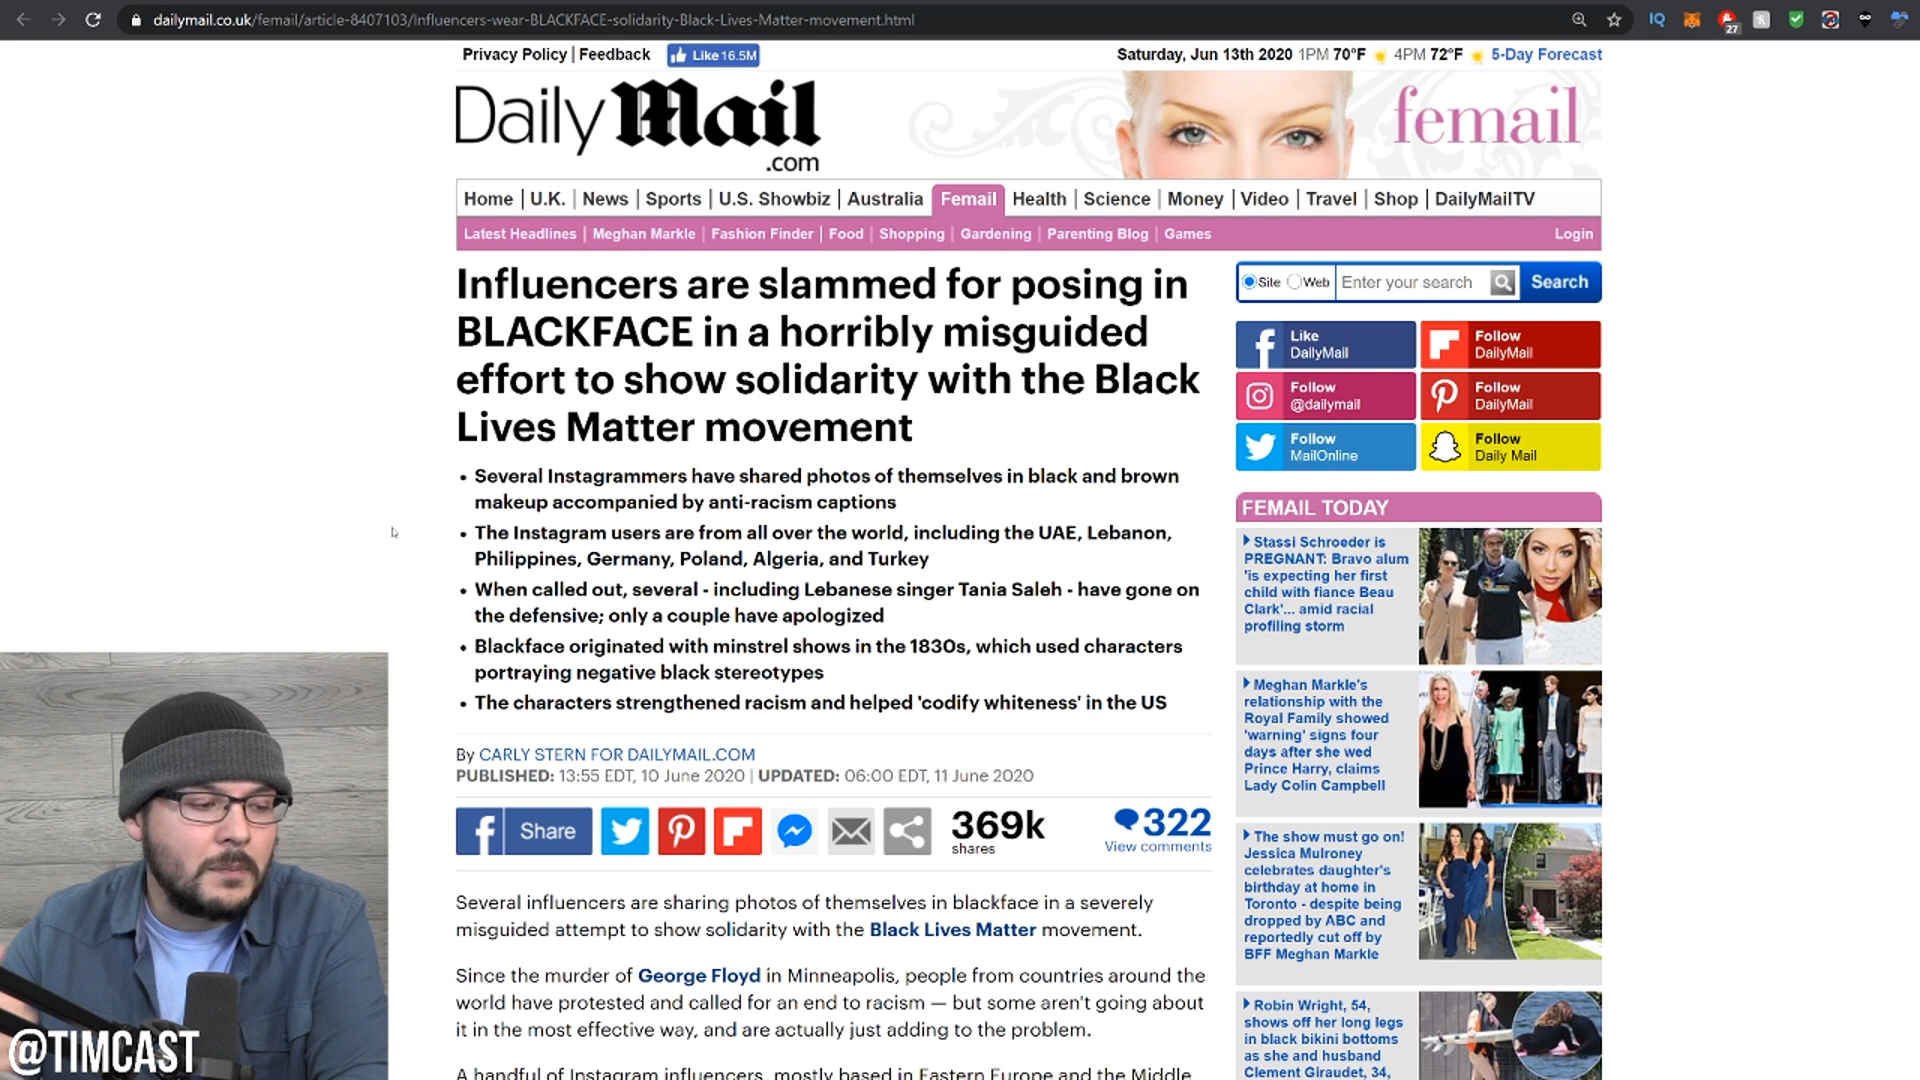 dailymail.co.uk/femail/article-8407103/Influencers-wear-BLACKFACE-solidarity-Black-Lives-Matter-movement.html
IQ
27
Privacy Policy | Feedback
Like 16.5M
Saturday, Jun 13th 2020 1PM 70°F 4PM 72°F 5-Day Forecast
Daily Mail
.com
femail
Home | U.K. | News | Sports | U.S. Showbiz | Australia | Femail | Health | Science | Money | Video | Travel | Shop | DailyMailTV
Latest Headlines | Meghan Markle | Fashion Finder | Food | Shopping | Gardening | Parenting Blog | Games
Login
Influencers are slammed for posing in
BLACKFACE in a horribly misguided
effort to show solidarity with the Black
Lives Matter movement
• Several Instagrammers have shared photos of themselves in black and brown
makeup accompanied by anti-racism captions
• The Instagram users are from all over the world, including the UAE, Lebanon,
Philippines, Germany, Poland, Algeria, and Turkey
• When called out, several - including Lebanese singer Tania Saleh - have gone on
the defensive; only a couple have apologized
• Blackface originated with minstrel shows in the 1830s, which used characters
portraying negative black stereotypes
• The characters strengthened racism and helped 'codify whiteness' in the US
By CARLY STERN FOR DAILYMAIL.COM
PUBLISHED: 13:55 EDT, 10 June 2020 | UPDATED: 06:00 EDT, 11 June 2020
Share
369k
shares
322
View comments
Several influencers are sharing photos of themselves in blackface in a severely
misguided attempt to show solidarity with the Black Lives Matter movement.
Since the murder of George Floyd in Minneapolis, people from countries around the
world have protested and called for an end to racism — but some aren't going about
it in the most effective way, and are actually just adding to the problem.
A handful of Instagram influencers, mostly based in Eastern Europe and the Middle
Site Web Enter your search Search
Like
DailyMail
Follow
DailyMail
Follow
@dailymail
Follow
DailyMail
Follow
MailOnline
Follow
Daily Mail
FEMAIL TODAY
Stassi Schroeder is
PREGNANT: Bravo alum
'is expecting her first
child with fiance Beau
Clark'... amid racial
profiling storm
Meghan Markle's
relationship with the
Royal Family showed
'warning' signs four
days after she wed
Prince Harry, claims
Lady Colin Campbell
The show must go on!
Jessica Mulroney
celebrates daughter's
birthday at home in
Toronto - despite being
dropped by ABC and
reportedly cut off by
BFF Meghan Markle
Robin Wright, 54,
shows off her long legs
in black bikini bottoms
as she and husband
Clement Giraudet, 34,
@TIMCAST